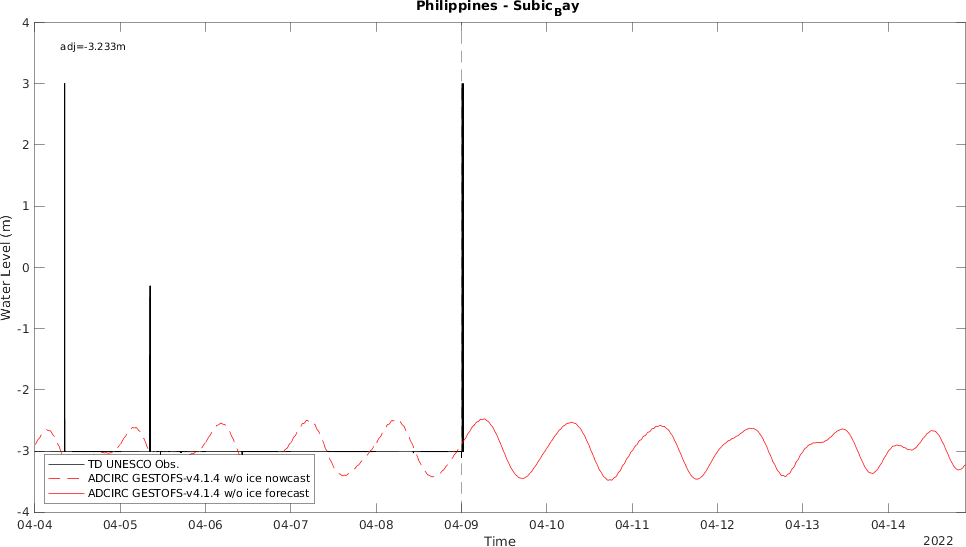 Philippines - Subic_Bay
adj=-3.233m
4
3
2
1
0
-1
-2
-3
-4
Water Level (m)
TD UNESCO Obs.
ADCIRC GESTOFS-v4.1.4 w/o ice nowcast
ADCIRC GESTOFS-v4.1.4 w/o ice forecast
04-04 04-05 04-06 04-07 04-08 04-09 04-10 04-11 04-12 04-13 04-14
Time
2022